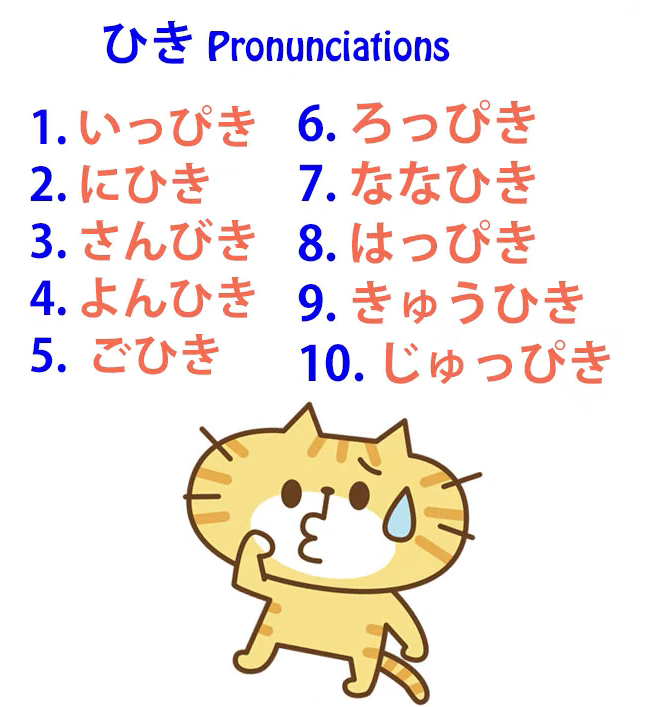 ひき Pronunciations
1. いっぴき
2. にひき
3. さんびき
4. よんひき
5. ごひき
6. ろっぴき
7. ななひき
8. はっぴき
9. きゅうひき
10. じゅっぴき